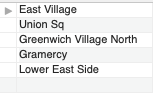 East Village
Union Sq
Greenwich Village North
Gramercy
Lower East Side